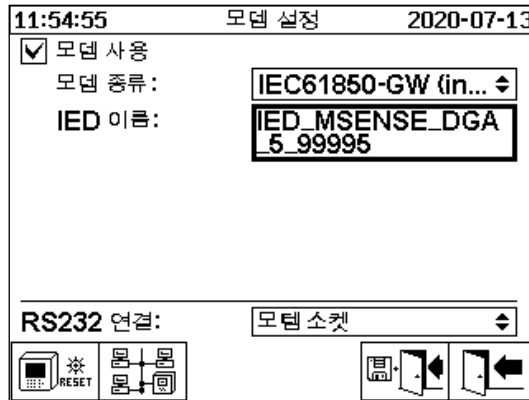 11:54:55 모뎀 설정 2020-07-13
모뎀 사용
모뎀 종류: IEC61850-GW (in...
IED 이름: IED_MSENSE_DGA
_5_99995
RS232 연결: 모템 소켓
RESET